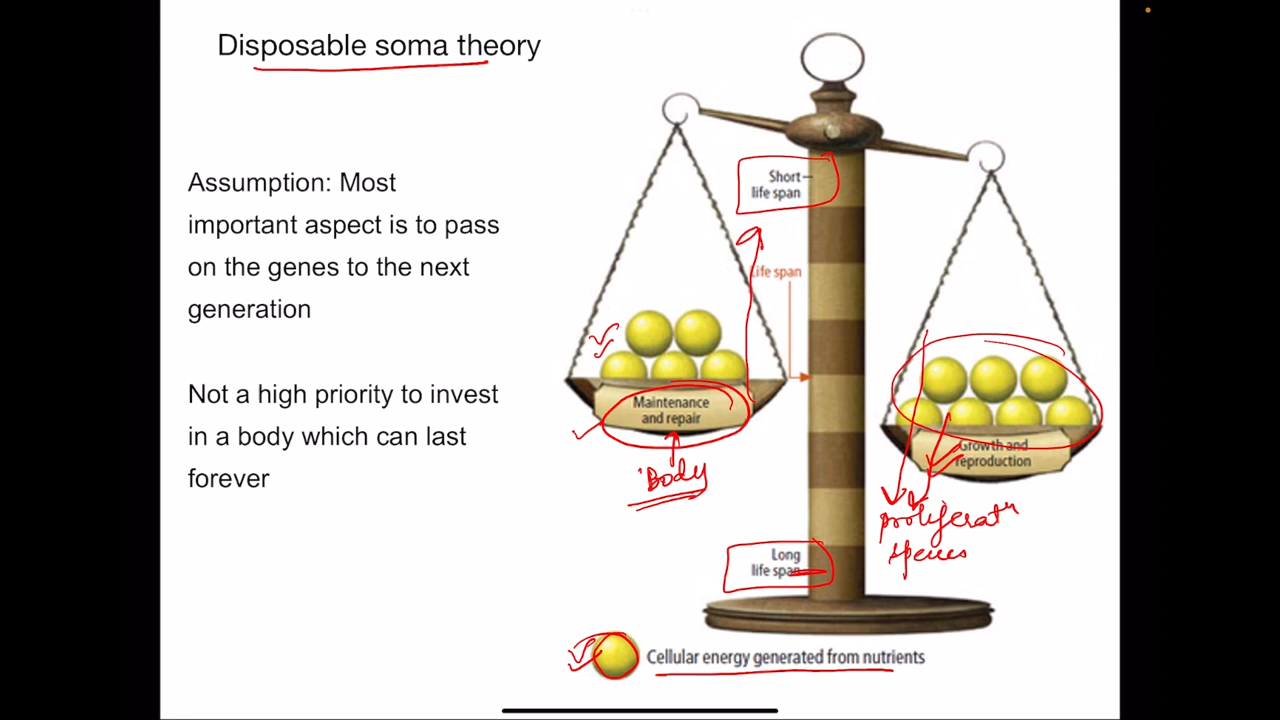 Disposable soma theory
Assumption: Most
important aspect is to pass
on the genes to the next
generation
Not a high priority to invest
in a body which can last
forever
Short
life span
Life span
Maintenance
and repair
Body
Growth and
reproduction
proliferatn
species
Long
life span
Cellular energy generated from nutrients